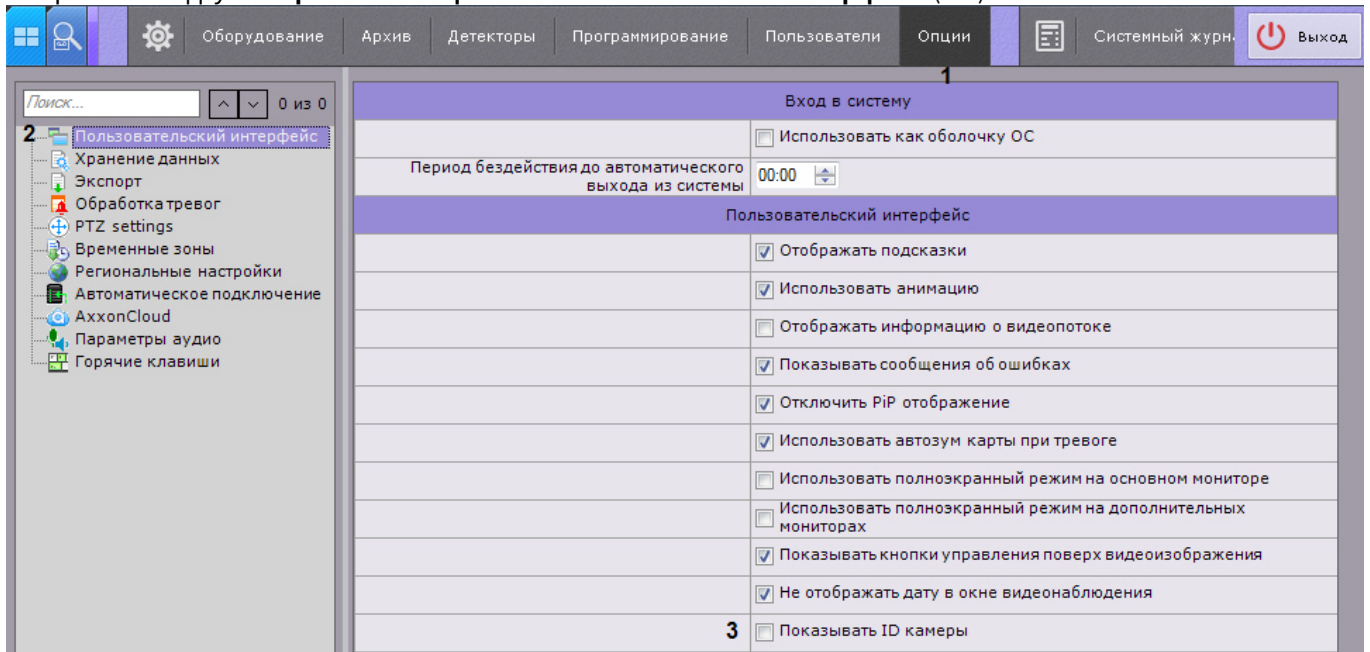 Оборудование
Архив
Детекторы
Программирование
Пользователи
Опции
Системный журн
Выход
1
Поиск...
0 из 0
2
Пользовательский интерфейс
Хранение данных
Экспорт
Обработка тревог
PTZ settings
Временные зоны
Региональные настройки
Автоматическое подключение
AxxonCloud
Параметры аудио
Горячие клавиши
Вход в систему
Использовать как оболочку ОС
Период бездействия до автоматического
выхода из системы
00:00
Пользовательский интерфейс
Отображать подсказки
Использовать анимацию
Отображать информацию о видеопотоке
Показывать сообщения об ошибках
Отключить PiP отображение
Использовать автозум карты при тревоге
Использовать полноэкранный режим на основном мониторе
Использовать полноэкранный режим на дополнительных
мониторах
Показывать кнопки управления поверх видеоизображения
Не отображать дату в окне видеонаблюдения
3
Показывать ID камеры